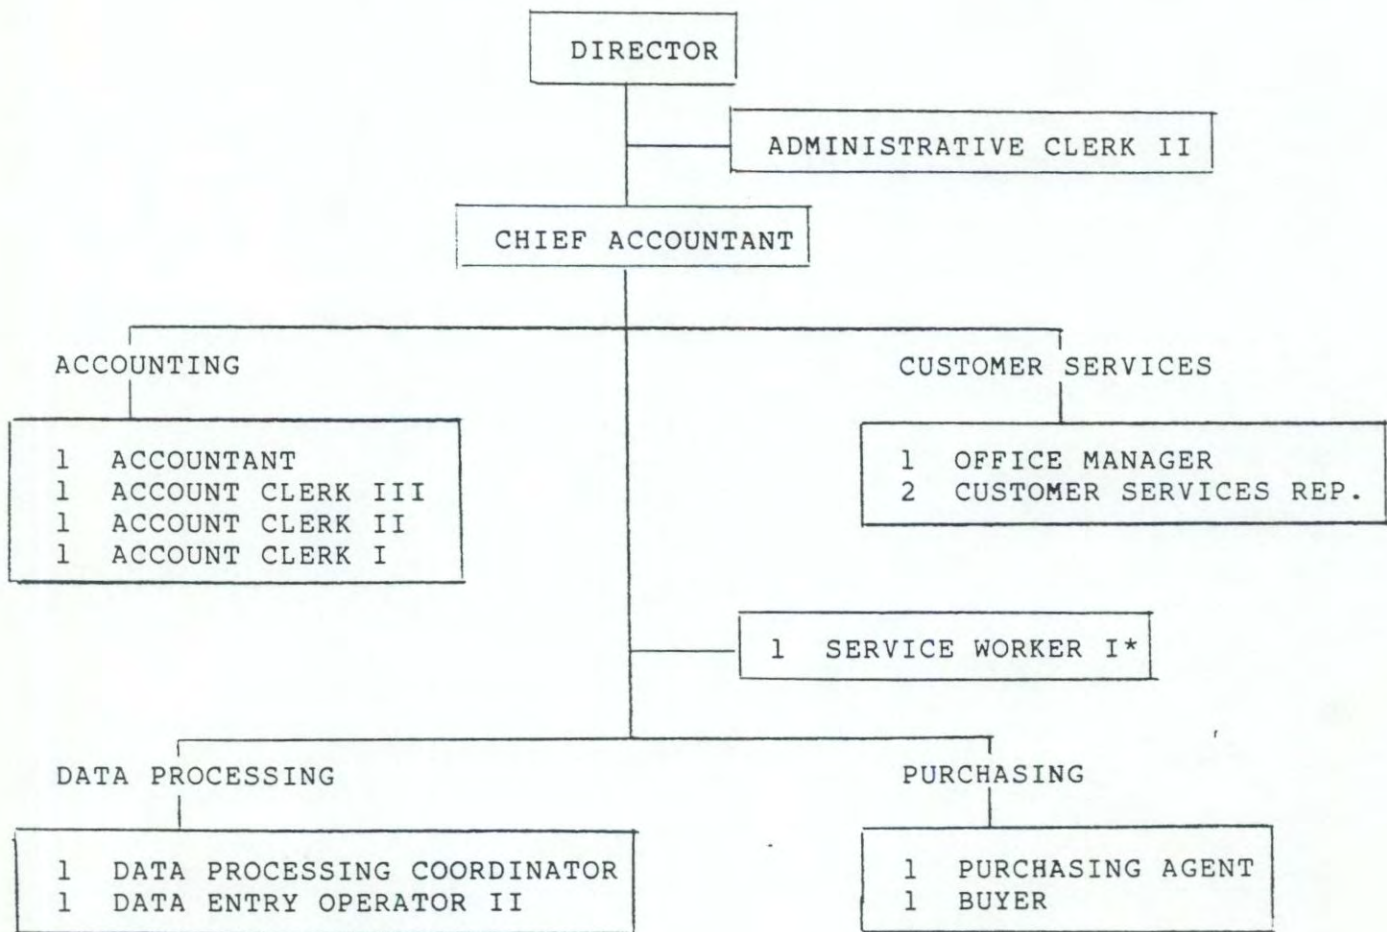 DIRECTOR
ADMINISTRATIVE CLERK II
CHIEF ACCOUNTANT
ACCOUNTING
1 ACCOUNTANT
1 ACCOUNT CLERK III
1 ACCOUNT CLERK II
1 ACCOUNT CLERK I
CUSTOMER SERVICES
1 OFFICE MANAGER
2 CUSTOMER SERVICES REP.
1 SERVICE WORKER I*
DATA PROCESSING
1 DATA PROCESSING COORDINATOR
1 DATA ENTRY OPERATOR II
PURCHASING
1 PURCHASING AGENT
1 BUYER